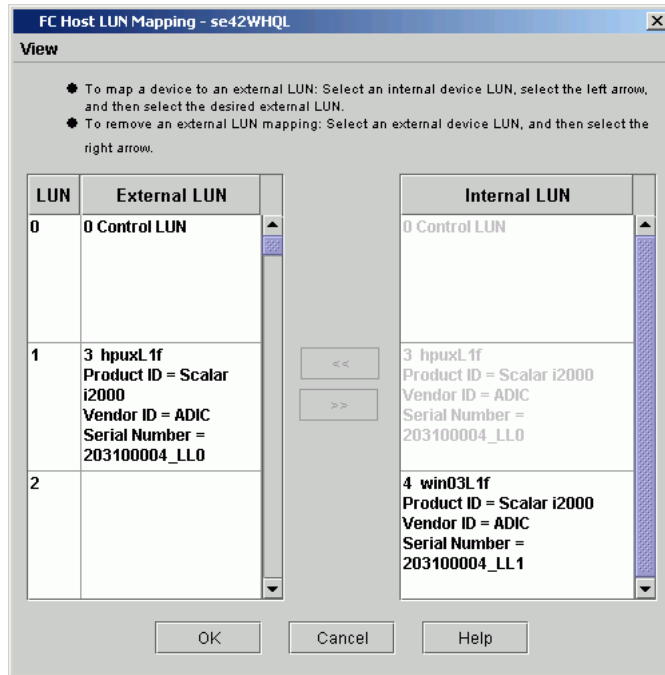 FC Host LUN Mapping - se42WHQL
View
To map a device to an external LUN: Select an internal device LUN, select the left arrow,
and then select the desired external LUN.
To remove an external LUN mapping: Select an external device LUN, and then select the
right arrow.
LUN External LUN
0 0 Control LUN
1 3 hpuxL1f
Product ID = Scalar
i2000
Vendor ID = ADIC
Serial Number =
203100004_LL0
2
<<
>>
Internal LUN
0 Control LUN
3 hpuxL1f
Product ID = Scalar i2000
Vendor ID = ADIC
Serial Number =
203100004_LL0
4 win03L1f
Product ID = Scalar i2000
Vendor ID = ADIC
Serial Number =
203100004_LL1
OK Cancel Help